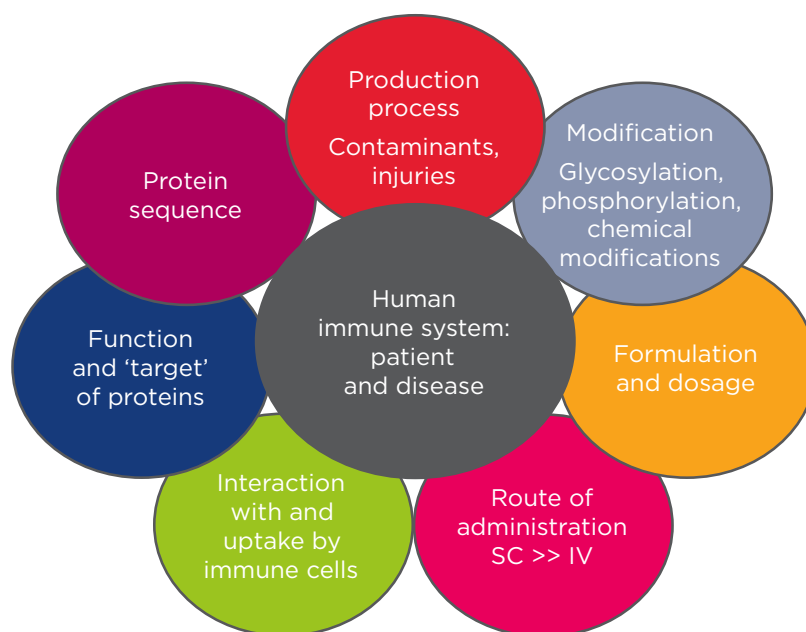 Production
process
Contaminants,
injuries
Modification
Glycosylation,
phosphorylation,
chemical
modifications
Protein
sequence
Human
immune system:
patient
and disease
Function
and ‘target’
of proteins
Formulation
and dosage
Interaction
with and
uptake by
immune cells
Route of
administration
SC >> IV